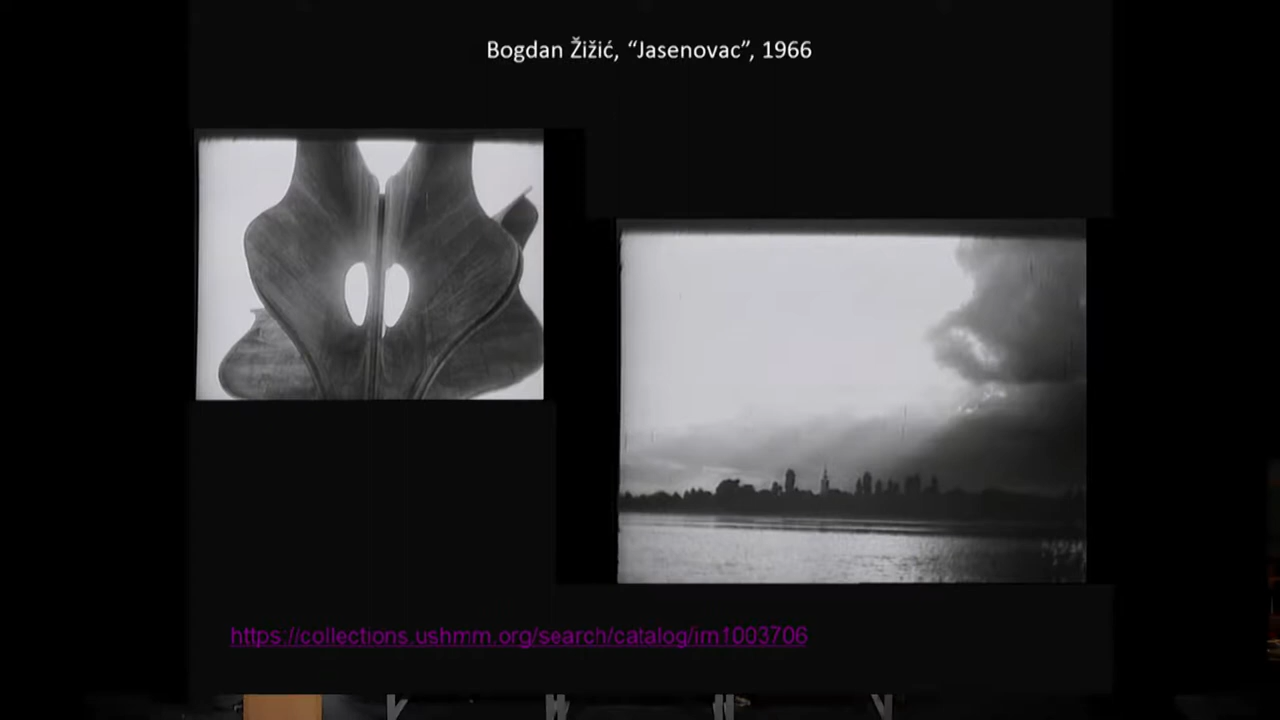 Bogdan Žižić, “Jasenovac”, 1966
https://collections.ushmm.org/search/catalog/irn1003706